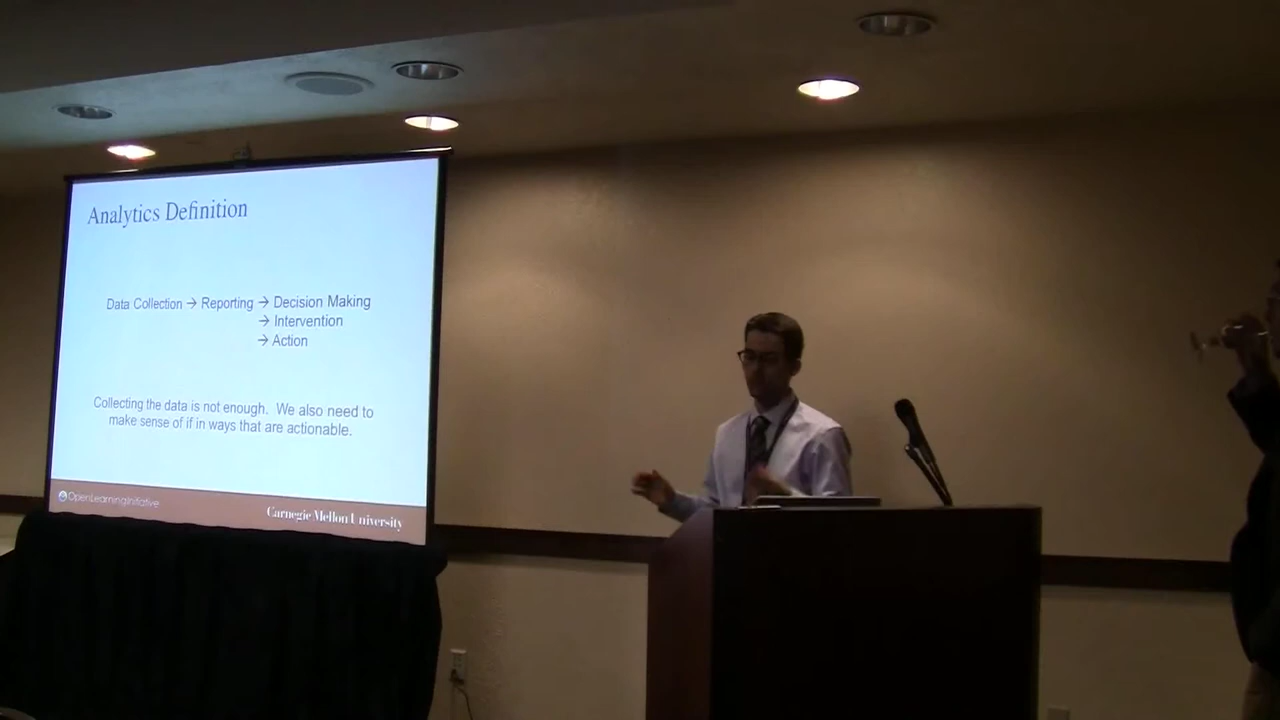 Analytics Definition
Data Collection → Reporting → Decision Making
→ Intervention
→ Action
Collecting the data is not enough. We also need to
make sense of if in ways that are actionable.
OpenLearningInitiative
Carnegie Mellon University